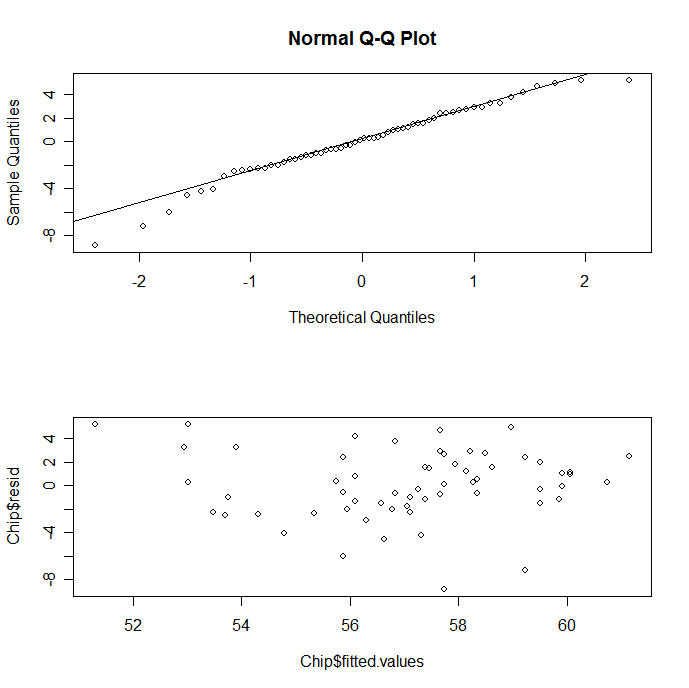 Normal Q-Q Plot
Sample Quantiles
4
2
0
-4
-8
-2 -1 0 1 2
Theoretical Quantiles
Chip$resid
4
2
0
-4
-8
52 54 56 58 60
Chip$fitted.values